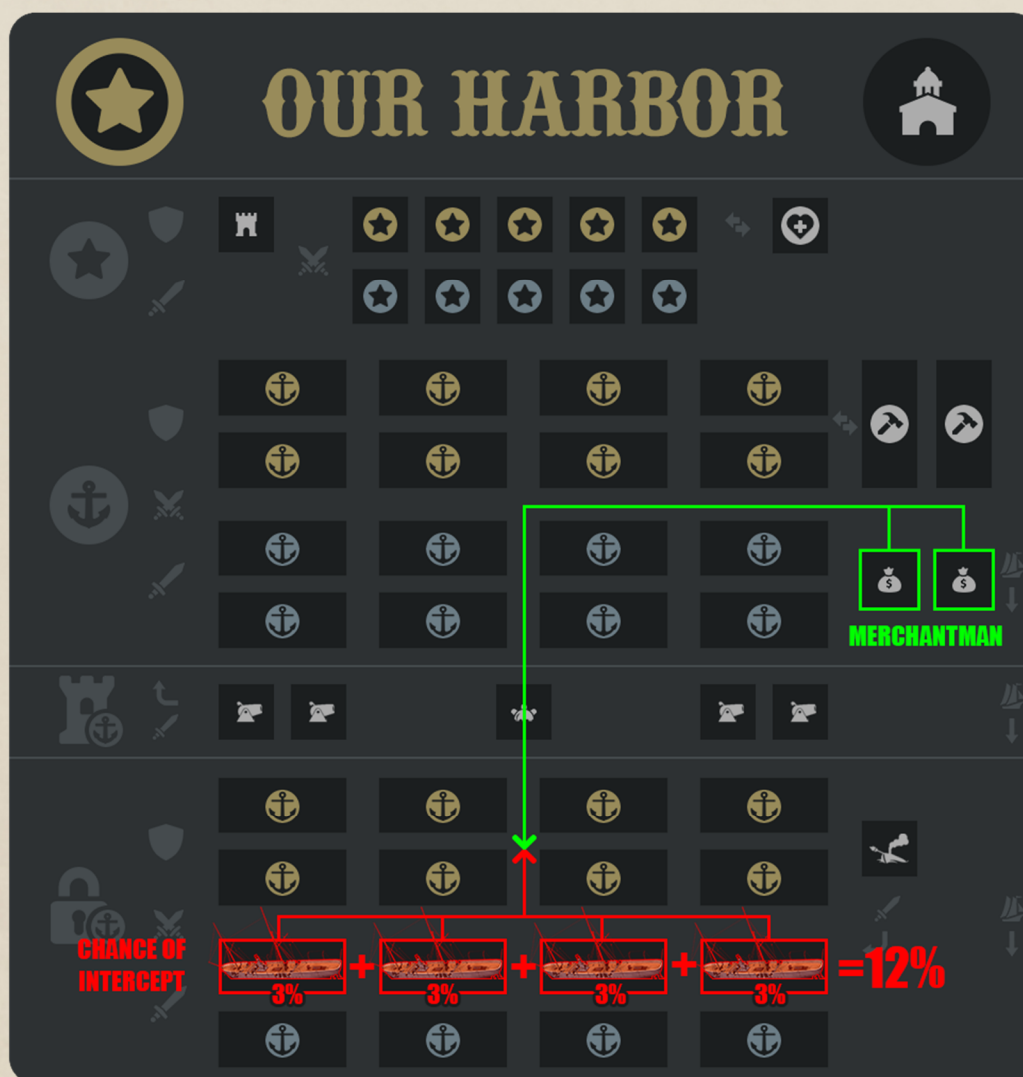 OUR HARBOR
$ $
MERCHANTMAN
CHANCE OF
INTERCEPT
+ + + =12%
3% 3% 3% 3%